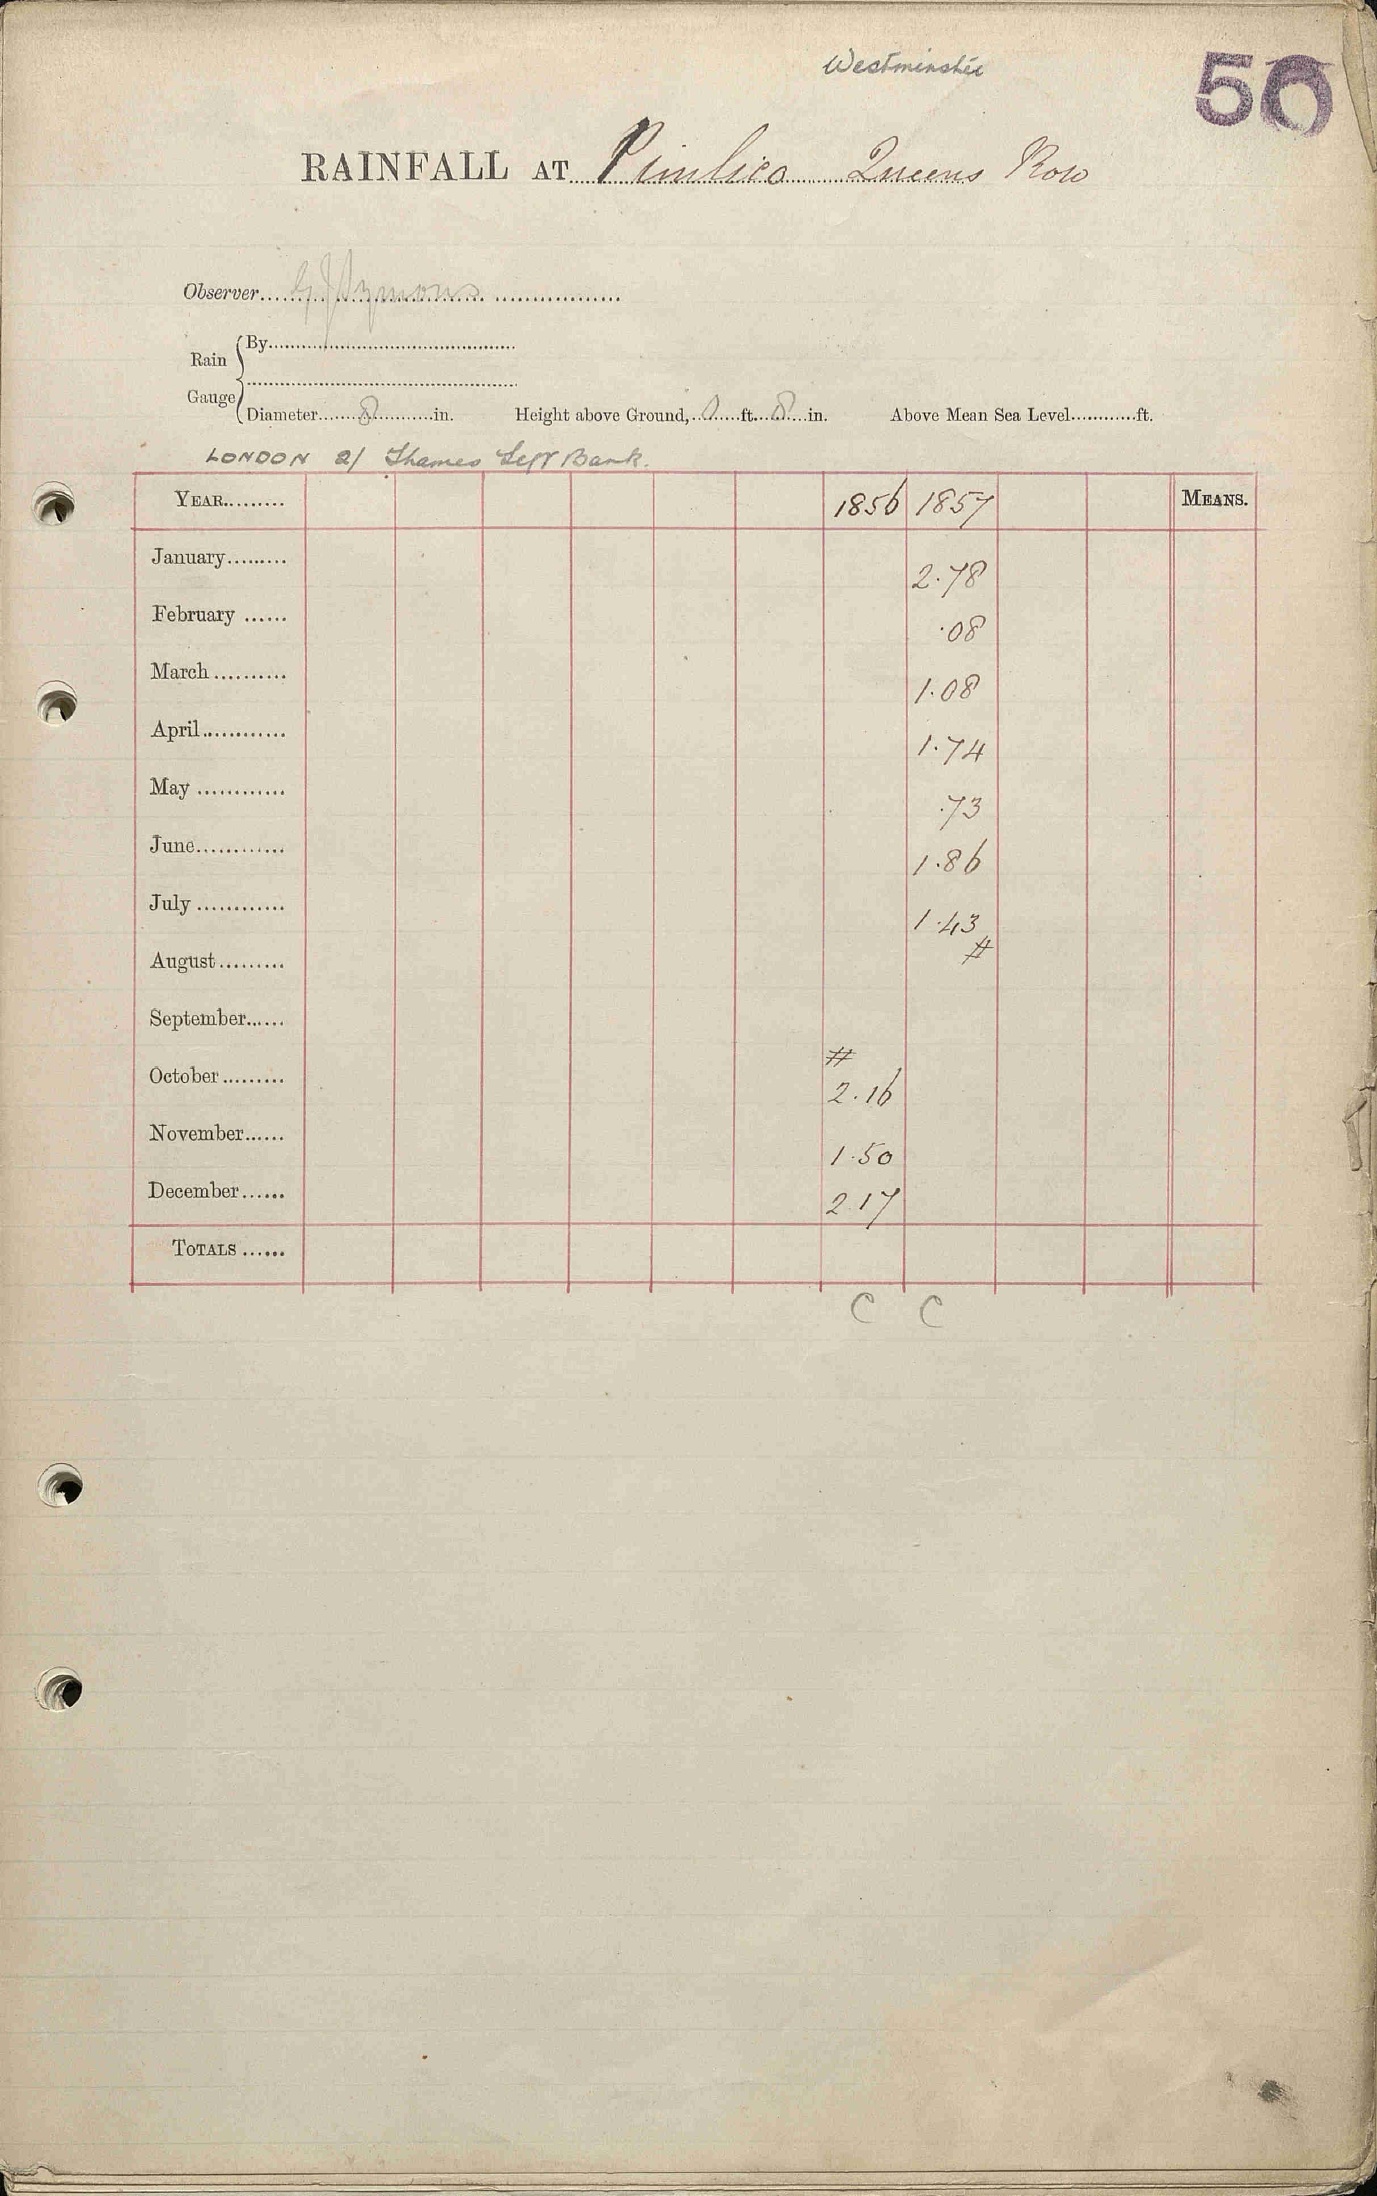 Westminster
50
RAINFALL AT Pimlico Queens Row
Observer G J Symons
Rain Gauge
By
Diameter 8 in. Height above Ground, 0 ft. 8 in. Above Mean Sea Level ft.
LONDON 2/ Thames Left Bank.
YEAR 1856 1857 MEANS.
January 2.78
February .08
March 1.08
April 1.74
May .73
June 1.86
July 1.43
#
August
September
#
October 2.16
November 1.50
December 2.17
TOTALS
C C